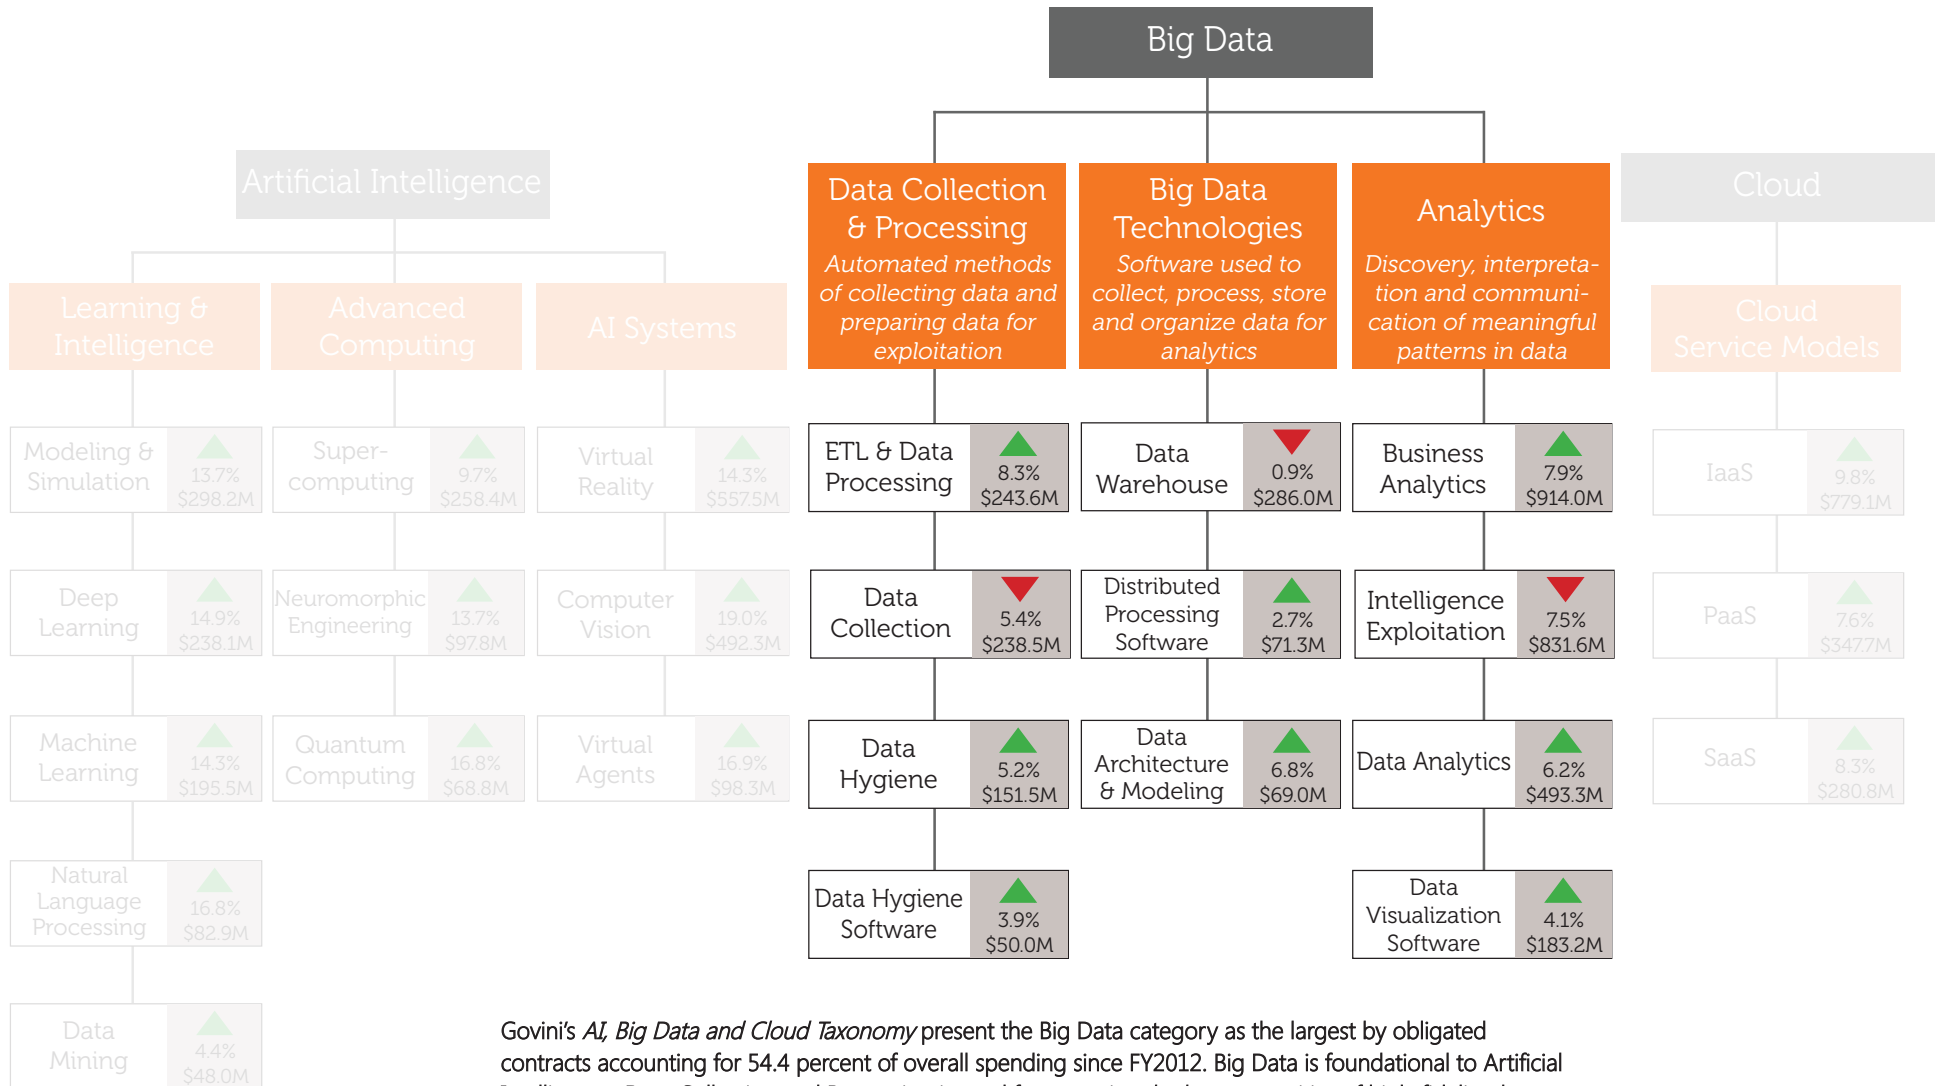 Big Data
Artificial Intelligence
Learning &
Intelligence
Advanced
Computing
AI Systems
Modeling &
Simulation
13.7%
$298.2M
Deep
Learning
14.9%
$238.1M
Machine
Learning
14.3%
$195.5M
Natural
Language
Processing
16.8%
$82.9M
Data
Mining
4.4%
$48.0M
Super-
computing
9.7%
$258.4M
Neuromorphic
Engineering
13.7%
$97.8M
Quantum
Computing
16.8%
$68.8M
Virtual
Reality
14.3%
$557.5M
Computer
Vision
19.0%
$492.3M
Virtual
Agents
16.9%
$98.3M
Data Collection
& Processing
Automated methods
of collecting data and
preparing data for
exploitation
ETL & Data
Processing
8.3%
$243.6M
Data
Collection
5.4%
$238.5M
Data
Hygiene
5.2%
$151.5M
Data Hygiene
Software
3.9%
$50.0M
Big Data
Technologies
Software used to
collect, process, store
and organize data for
analytics
Data
Warehouse
0.9%
$286.0M
Distributed
Processing
Software
2.7%
$71.3M
Data
Architecture
& Modeling
6.8%
$69.0M
Analytics
Discovery, interpreta-
tion and communi-
cation of meaningful
patterns in data
Business
Analytics
7.9%
$914.0M
Intelligence
Exploitation
7.5%
$831.6M
Data Analytics
6.2%
$493.3M
Data
Visualization
Software
4.1%
$183.2M
Cloud
Cloud
Service Models
IaaS
9.8%
$779.1M
PaaS
7.6%
$347.7M
SaaS
8.3%
$280.8M
Govini's AI, Big Data and Cloud Taxonomy present the Big Data category as the largest by obligated
contracts accounting for 54.4 percent of overall spending since FY2012. Big Data is foundational to Artificial